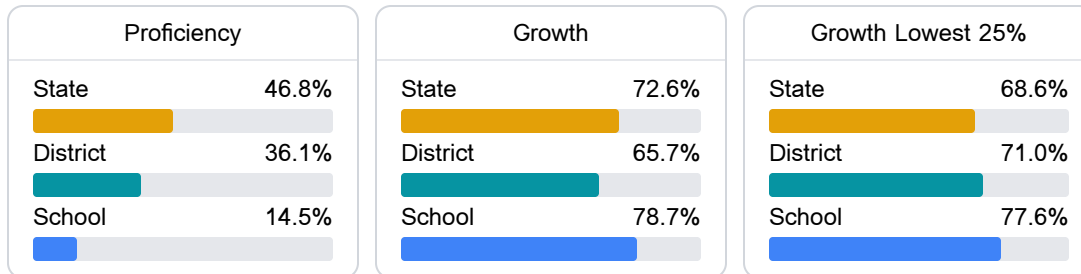 Proficiency
State 46.8%
District 36.1%
School 14.5%
Growth
State 72.6%
District 65.7%
School 78.7%
Growth Lowest 25%
State 68.6%
District 71.0%
School 77.6%